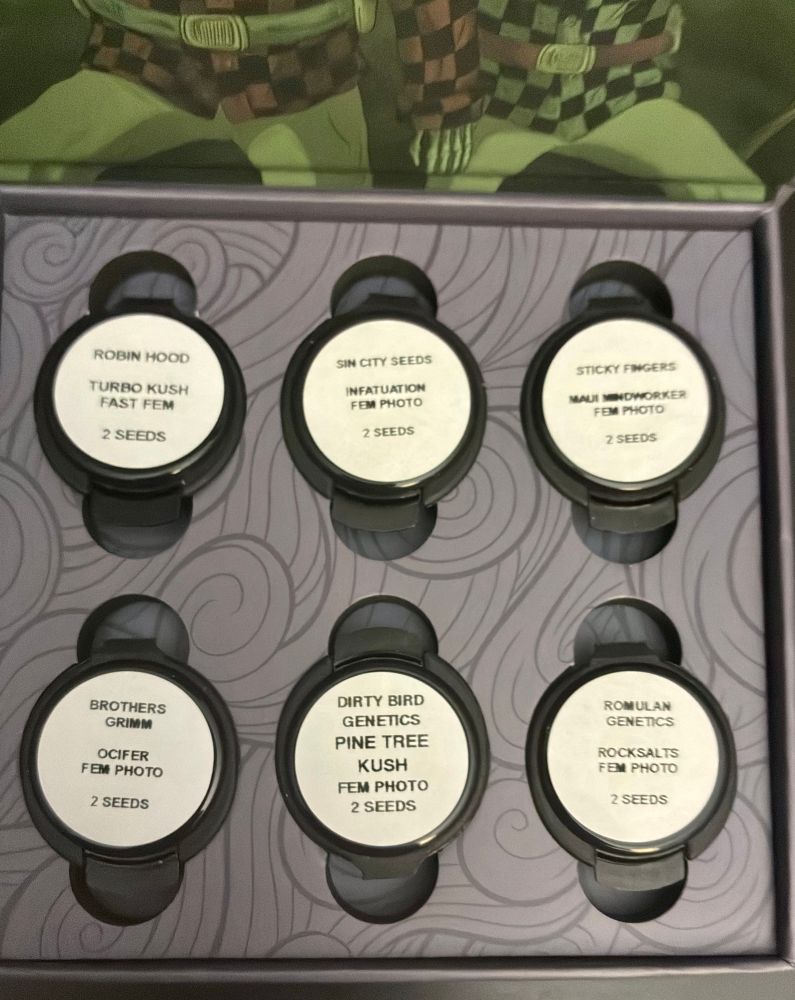 ROBIN HOOD
TURBO KUSH
FAST FEM
2 SEEDS
SIN CITY SEEDS
INFATUATION
FEM PHOTO
2 SEEDS
STICKY FINGERS
MAUI MINDWORKER
FEM PHOTO
2 SEEDS
BROTHERS
GRIMM
OCIFER
FEM PHOTO
2 SEEDS
DIRTY BIRD
GENETICS
PINE TREE
KUSH
FEM PHOTO
2 SEEDS
ROMULAN
GENETICS
ROCKSALTS
FEM PHOTO
2 SEEDS